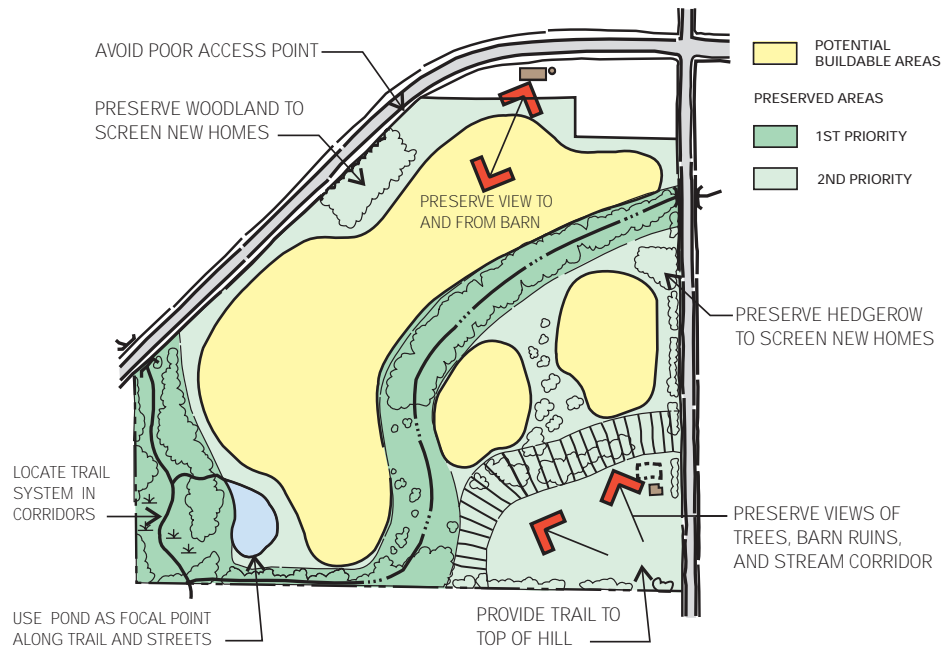 AVOID POOR ACCESS POINT
PRESERVE WOODLAND TO
SCREEN NEW HOMES
POTENTIAL
BUILDABLE AREAS
PRESERVED AREAS
1ST PRIORITY
2ND PRIORITY
PRESERVE VIEW TO
AND FROM BARN
PRESERVE HEDGEROW
TO SCREEN NEW HOMES
LOCATE TRAIL
SYSTEM IN
CORRIDORS
PRESERVE VIEWS OF
TREES, BARN RUINS,
AND STREAM CORRIDOR
USE POND AS FOCAL POINT
ALONG TRAIL AND STREETS
PROVIDE TRAIL TO
TOP OF HILL